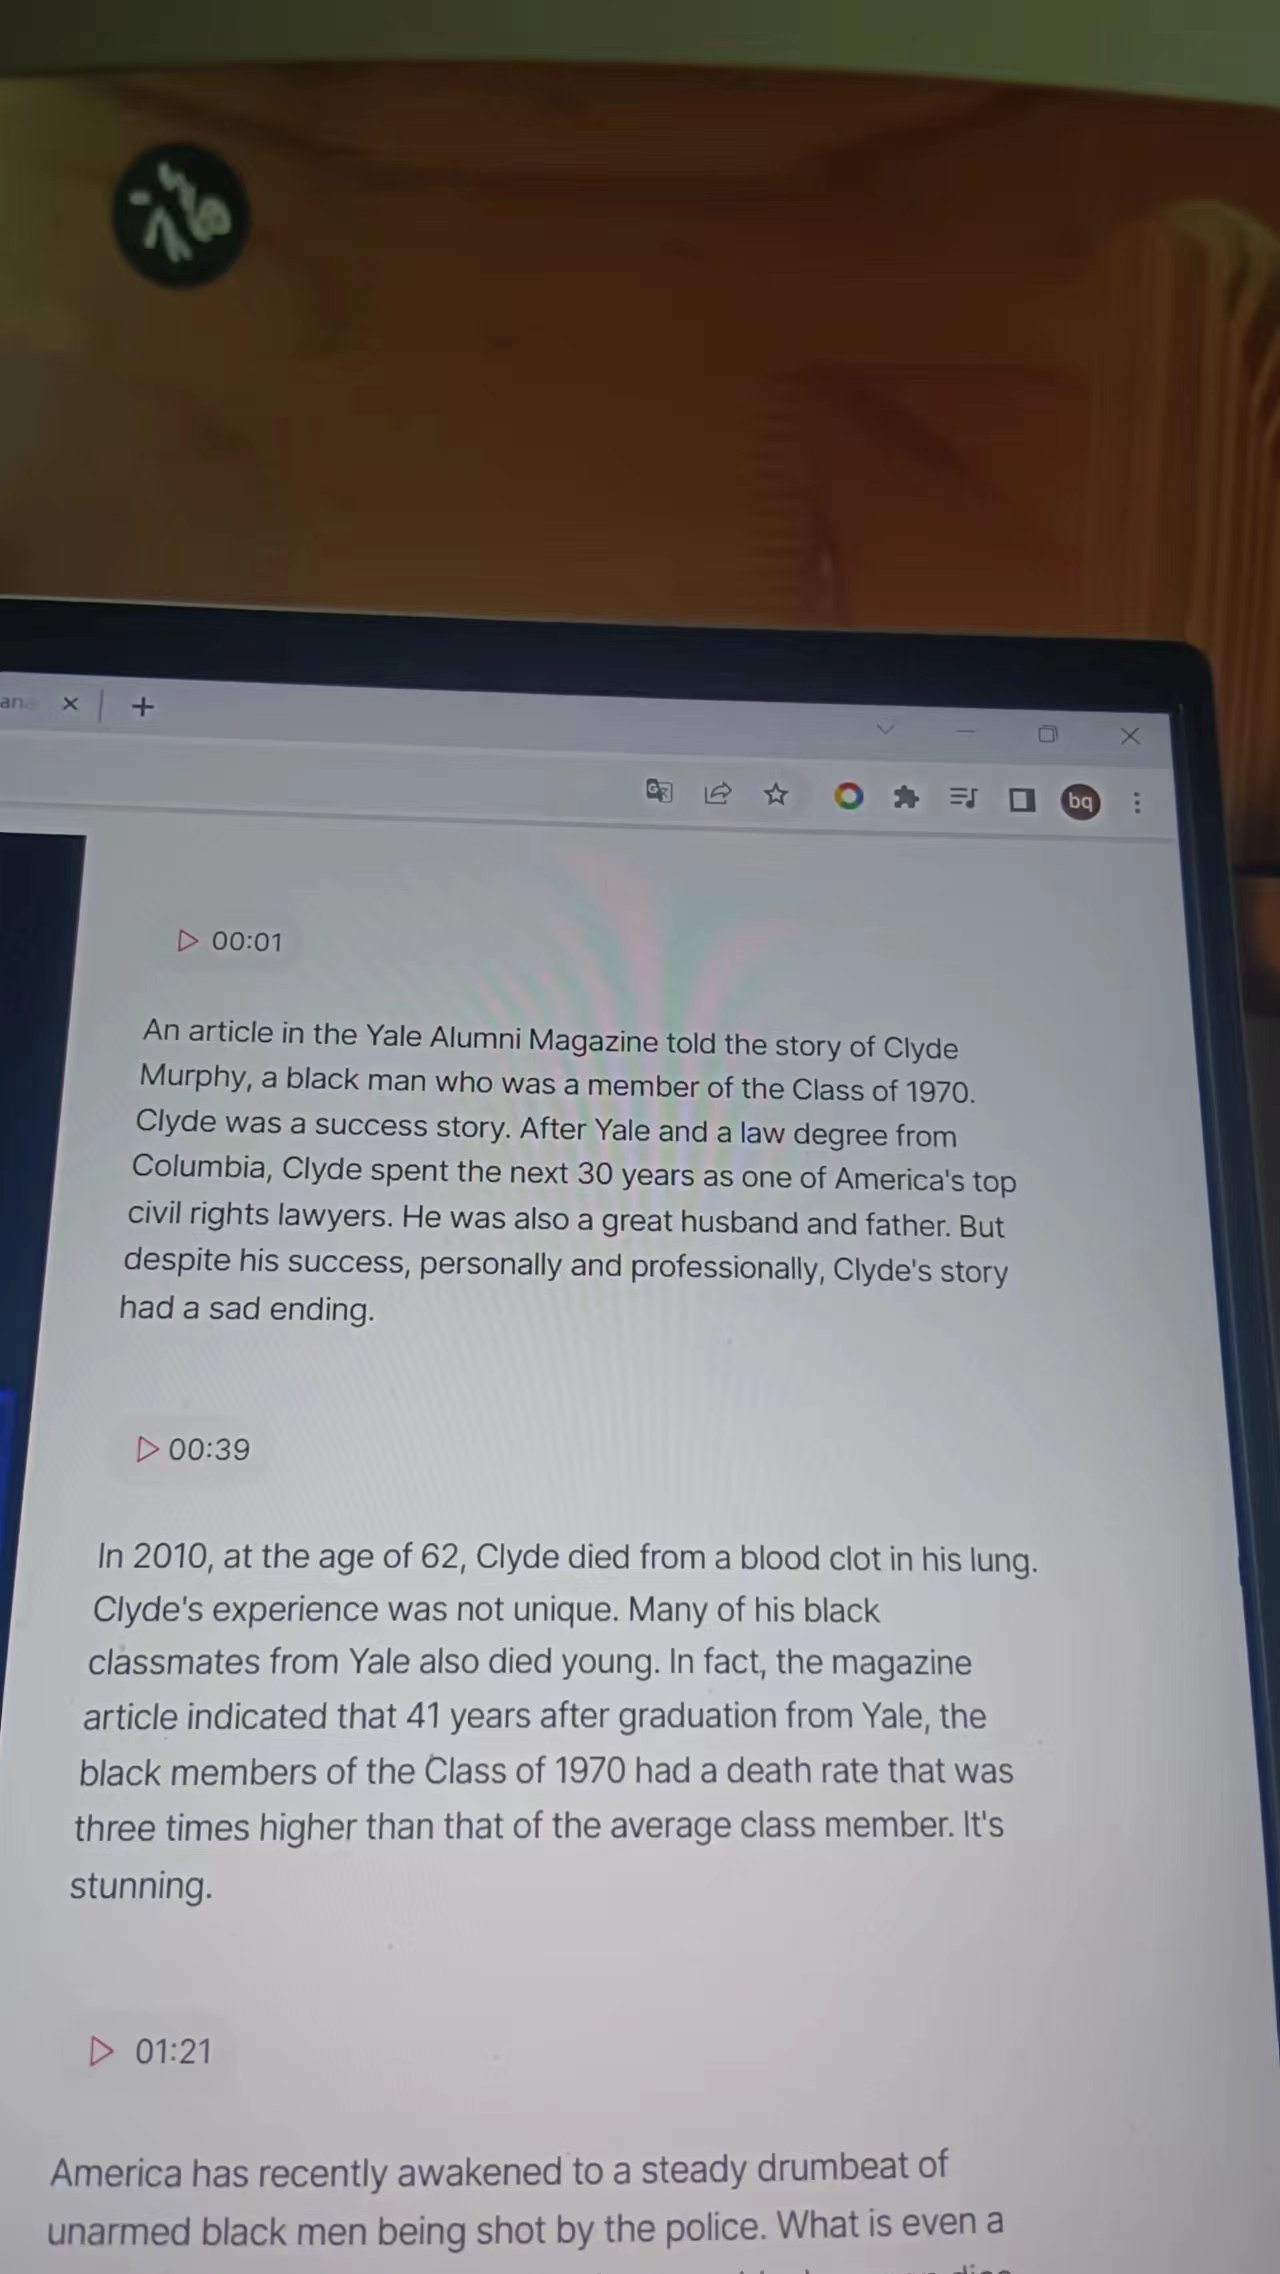 00:01
An article in the Yale Alumni Magazine told the story of Clyde
Murphy, a black man who was a member of the Class of 1970.
Clyde was a success story. After Yale and a law degree from
Columbia, Clyde spent the next 30 years as one of America's top
civil rights lawyers. He was also a great husband and father. But
despite his success, personally and professionally, Clyde's story
had a sad ending.
00:39
In 2010, at the age of 62, Clyde died from a blood clot in his lung.
Clyde's experience was not unique. Many of his black
classmates from Yale also died young. In fact, the magazine
article indicated that 41 years after graduation from Yale, the
black members of the Class of 1970 had a death rate that was
three times higher than that of the average class member. It's
stunning.
01:21
America has recently awakened to a steady drumbeat of
unarmed black men being shot by the police. What is even a
bq